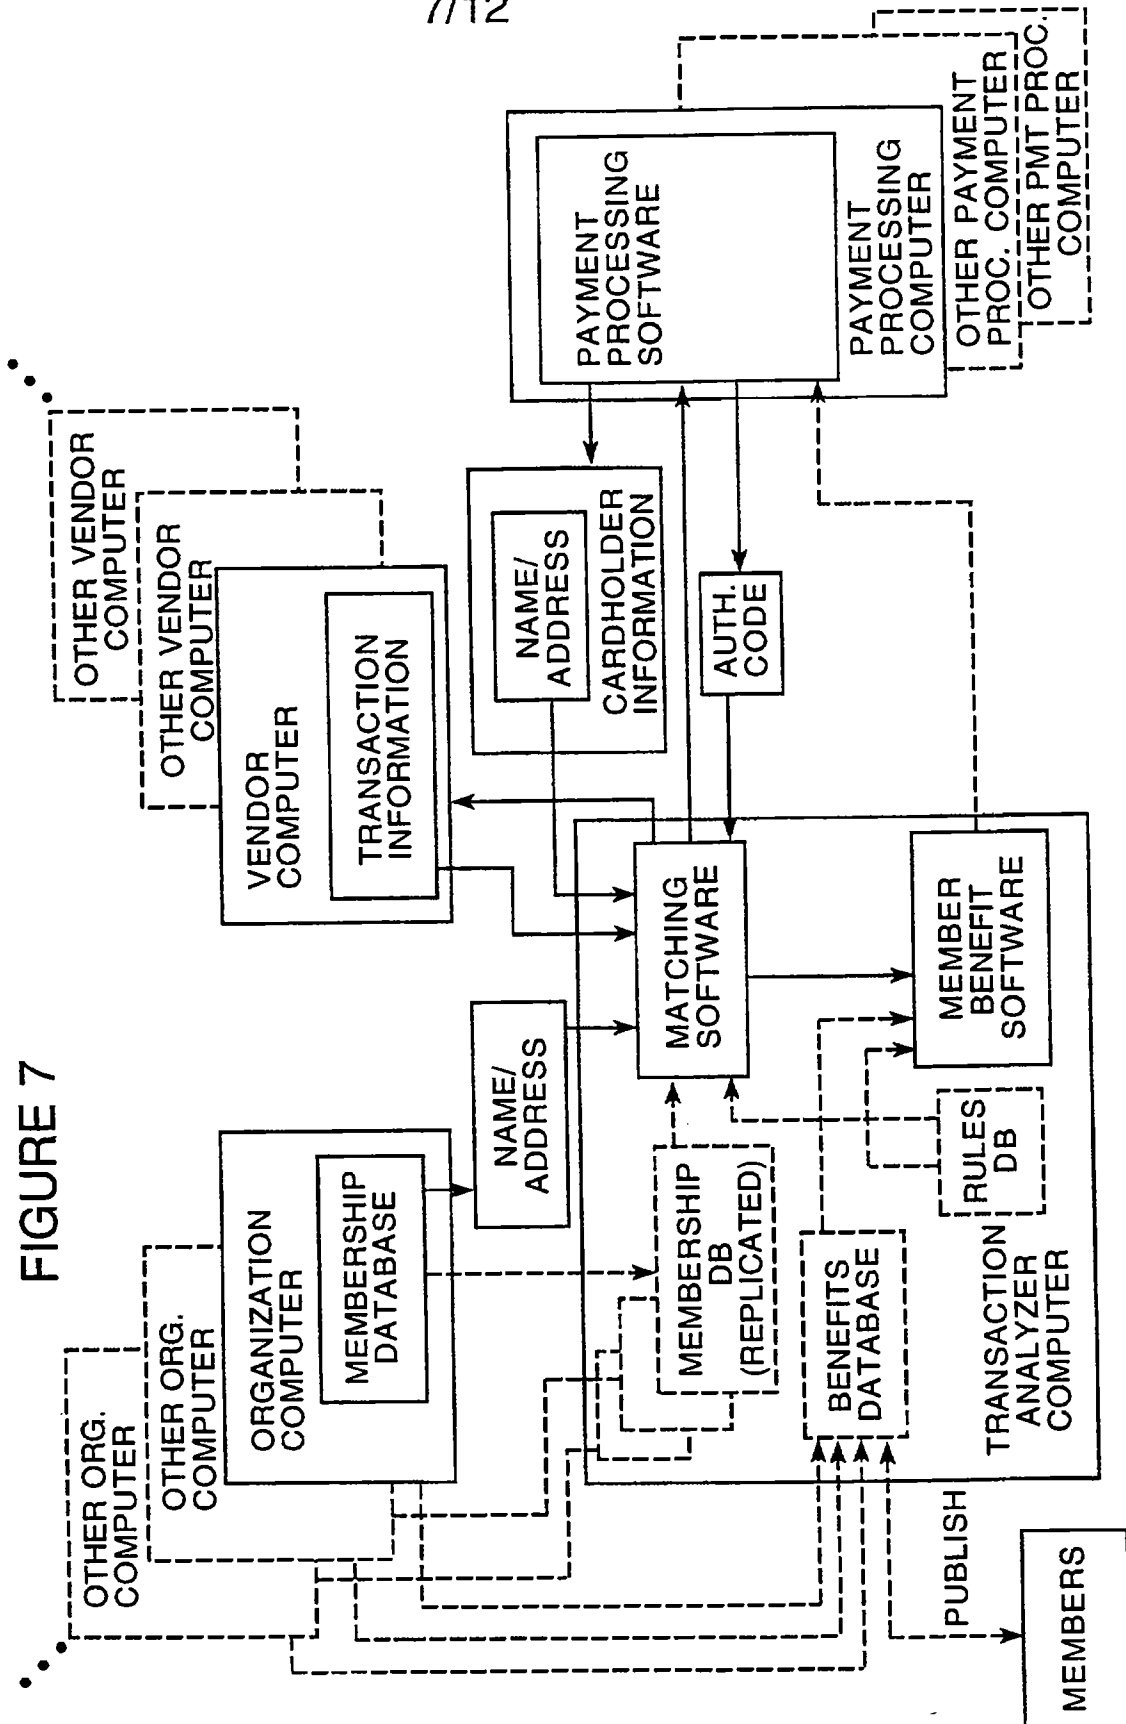 7/12
FIGURE 7
OTHER ORG.
COMPUTER
OTHER ORG.
COMPUTER
ORGANIZATION
COMPUTER
MEMBERSHIP
DATABASE
NAME/
ADDRESS
OTHER VENDOR
COMPUTER
OTHER VENDOR
COMPUTER
VENDOR
COMPUTER
TRANSACTION
INFORMATION
NAME/
ADDRESS
CARDHOLDER
INFORMATION
AUTH.
CODE
PAYMENT
PROCESSING
SOFTWARE
PAYMENT
PROCESSING
COMPUTER
OTHER PAYMENT
PROC. COMPUTER
OTHER PMT PROC.
COMPUTER
MEMBERSHIP
DB
(REPLICATED)
MATCHING
SOFTWARE
BENEFITS
DATABASE
RULES
DB
MEMBER
BENEFIT
SOFTWARE
TRANSACTION
ANALYZER
COMPUTER
PUBLISH
MEMBERS